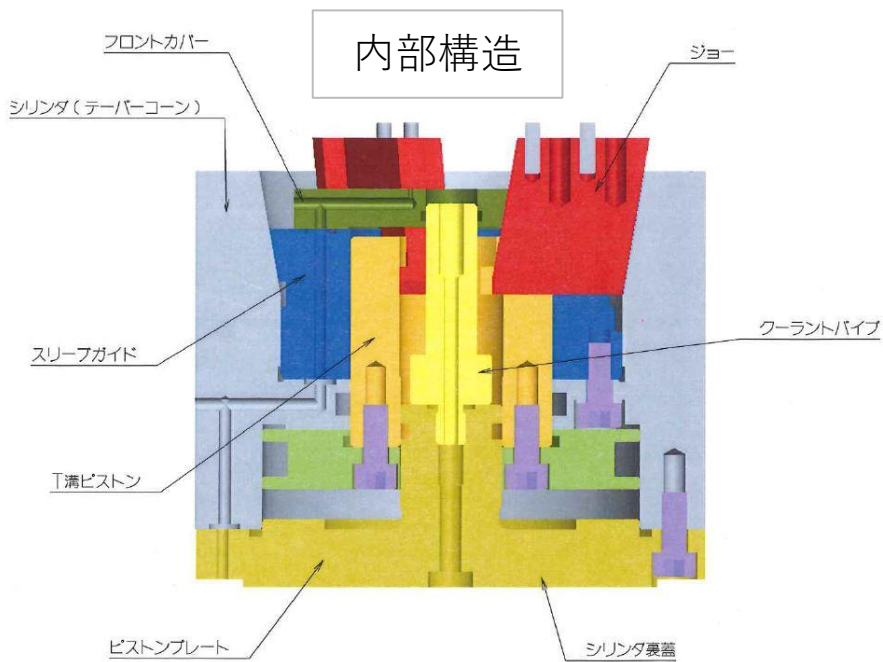 内部構造
フロントカバー
ジョー
シリンダ(テーパーコーン)
クーラントパイプ
スリーブガイド
T溝ピストン
ピストンプレート
シリンダ裏蓋